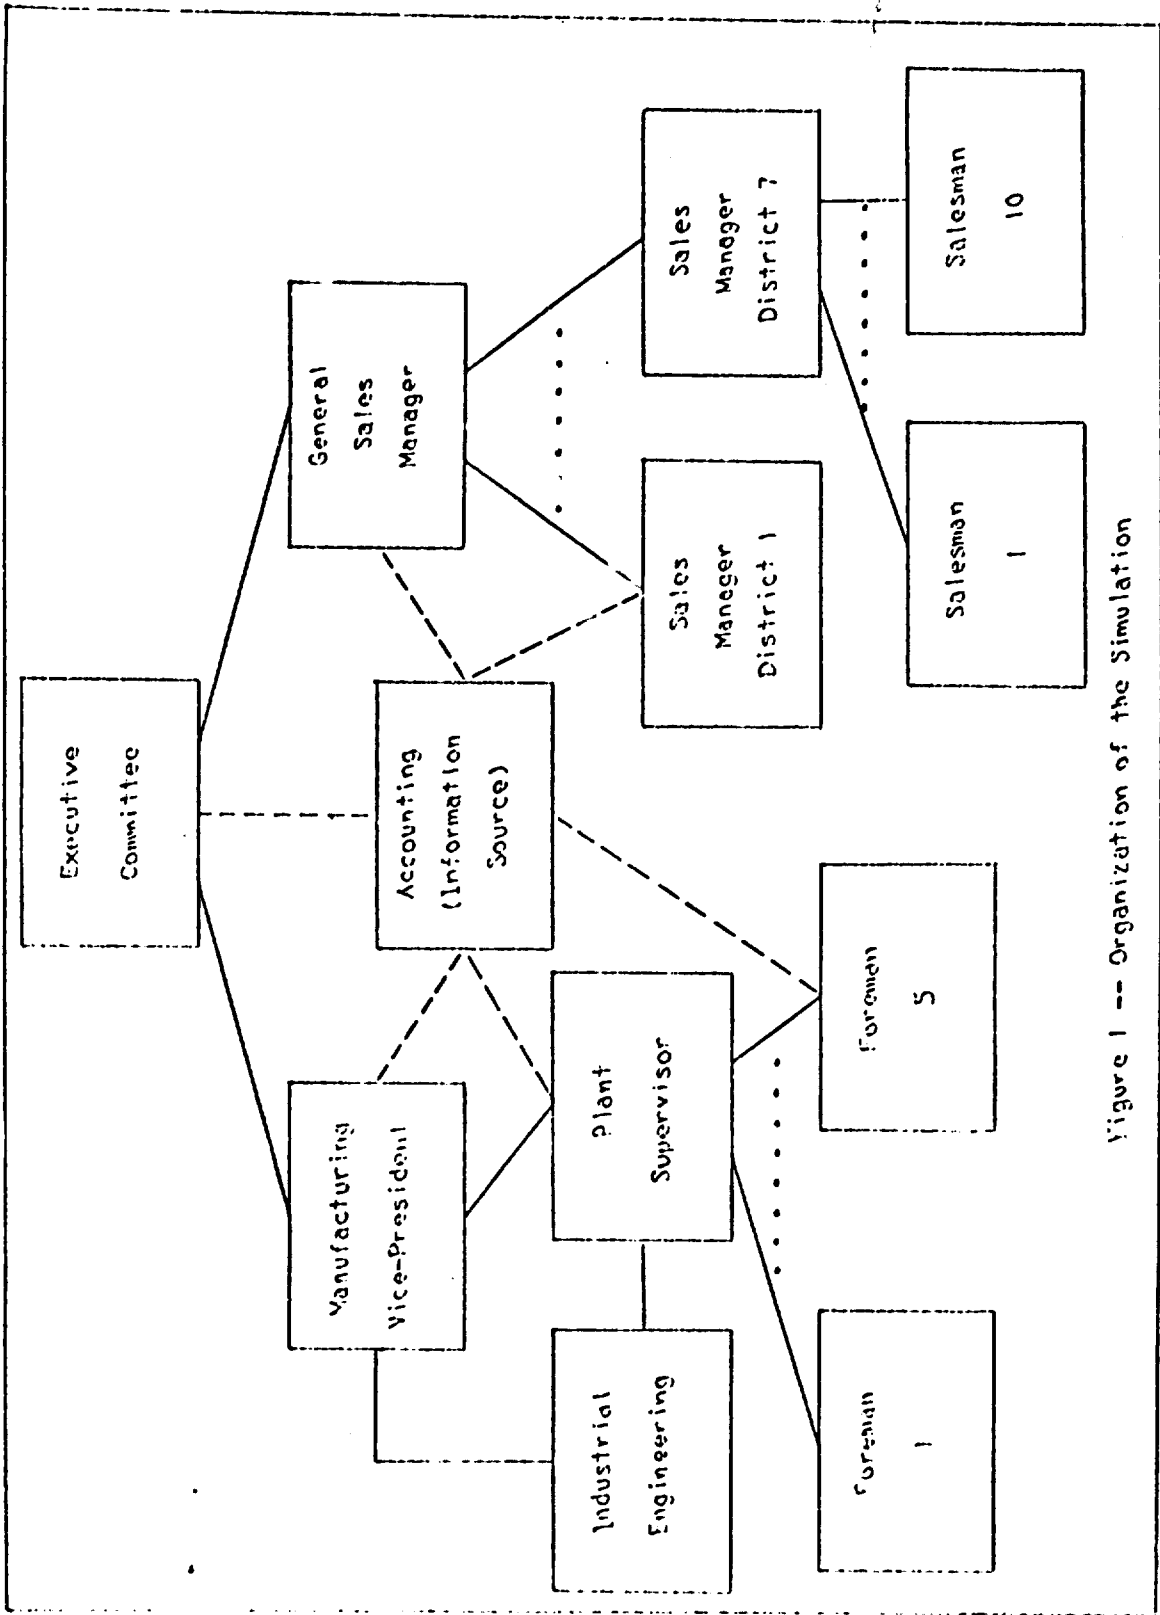 Executive
Committee
Manufacturing
Vice-President
Accounting
(Information
Source)
General
Sales
Manager
Industrial
Engineering
Plant
Supervisor
Sales
Manager
District 1
Sales
Manager
District 7
Foreman
1
Foreman
5
Salesman
1
Salesman
10
Figure 1 -- Organization of the Simulation